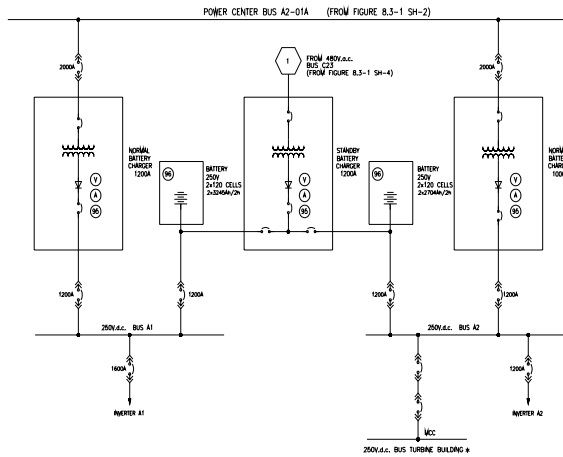 POWER CENTER BUS A2-01A (FROM FIGURE 8.3-1 SH-2)
2000A
1
FROM 480V.a.c.
BUS C23
(FROM FIGURE 8.3-1 SH-4)
2000A
NORMAL
BATTERY
CHARGER
1200A
V
A
95
96
BATTERY
250V
2x120 CELLS
2x3245Ah/2h
STANDBY
BATTERY
CHARGER
1200A
V
A
95
96
BATTERY
250V
2x120 CELLS
2x2704Ah/2h
V
A
95
1200A
1200A
1200A
1200A
250V.d.c. BUS A1
250V.d.c. BUS A2
1600A
1200A
INVERTER A1
INVERTER A2
MCC
250V.d.c. BUS TURBINE BUILDING *